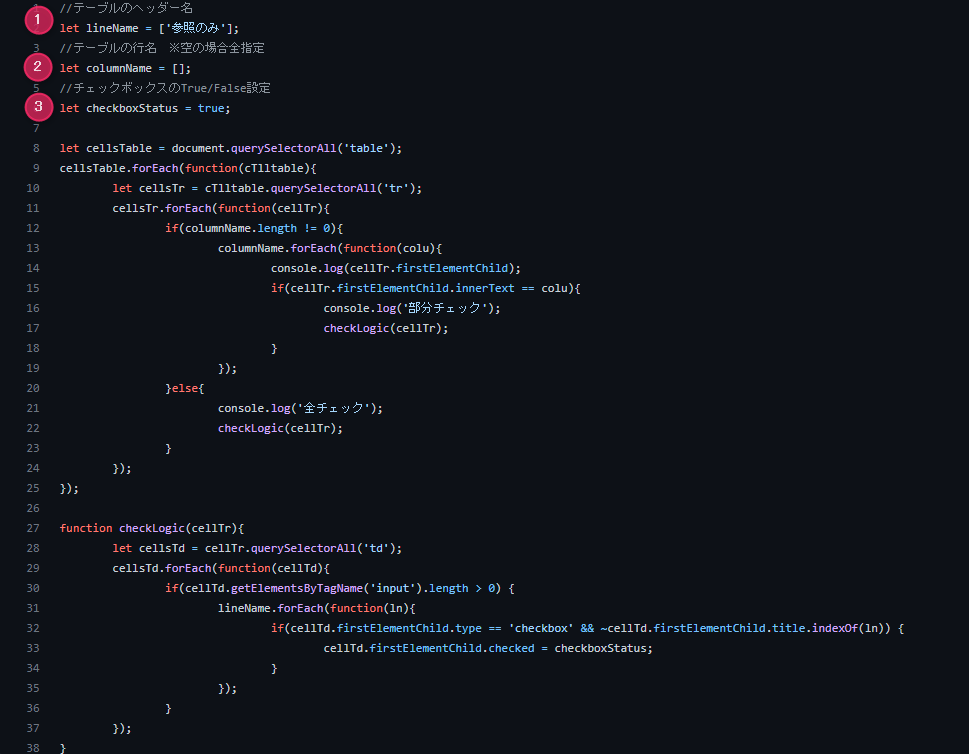 1 //テーブルのヘッダー名
let lineName = ['参照のみ'];
3 //テーブルの行名　※空の場合全指定
2 let columnName = [];
5 //チェックボックスのTrue/False設定
3 let checkboxStatus = true;
7
8 let cellsTable = document.querySelectorAll('table');
9 cellsTable.forEach(function(cTlltable){
10 let cellsTr = cTlltable.querySelectorAll('tr');
11 cellsTr.forEach(function(cellTr){
12 if(columnName.length != 0){
13 columnName.forEach(function(colu){
14 console.log(cellTr.firstElementChild);
15 if(cellTr.firstElementChild.innerText == colu){
16 console.log('部分チェック');
17 checkLogic(cellTr);
18 }
19 });
20 }else{
21 console.log('全チェック');
22 checkLogic(cellTr);
23 }
24 });
25 });
26
27 function checkLogic(cellTr){
28 let cellsTd = cellTr.querySelectorAll('td');
29 cellsTd.forEach(function(cellTd){
30 if(cellTd.getElementsByTagName('input').length > 0) {
31 lineName.forEach(function(ln){
32 if(cellTd.firstElementChild.type == 'checkbox' && ~cellTd.firstElementChild.title.indexOf(ln)) {
33 cellTd.firstElementChild.checked = checkboxStatus;
34 }
35 });
36 }
37 });
38 }